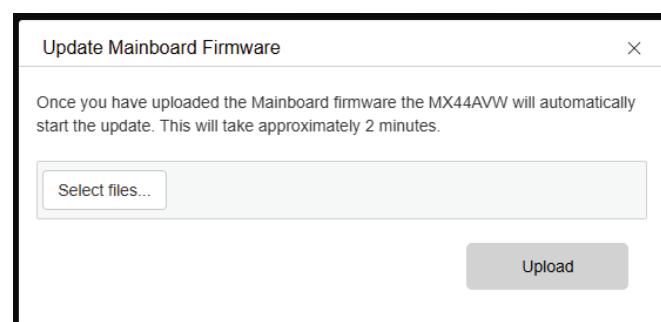 Update Mainboard Firmware
Once you have uploaded the Mainboard firmware the MX44AVW will automatically
start the update. This will take approximately 2 minutes.
Select files...
Upload